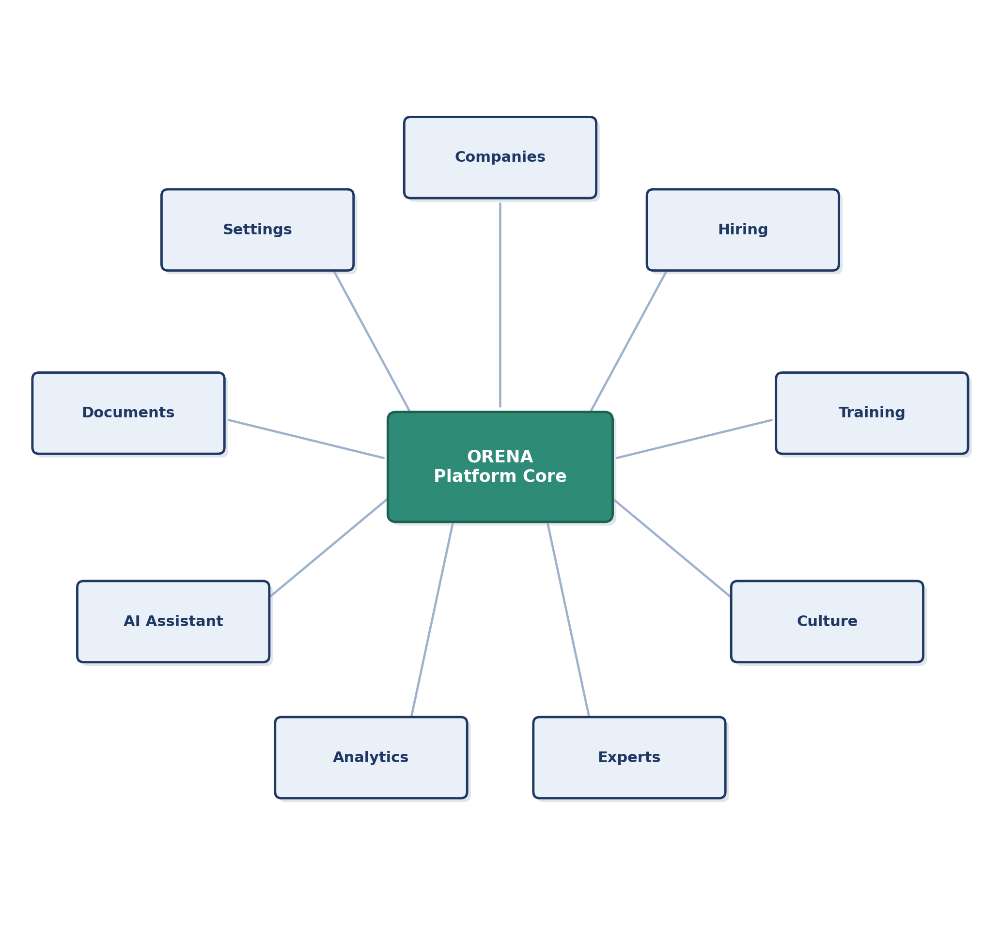 Companies
Settings
Hiring
Documents
Training
ORENA
Platform Core
AI Assistant
Culture
Analytics
Experts